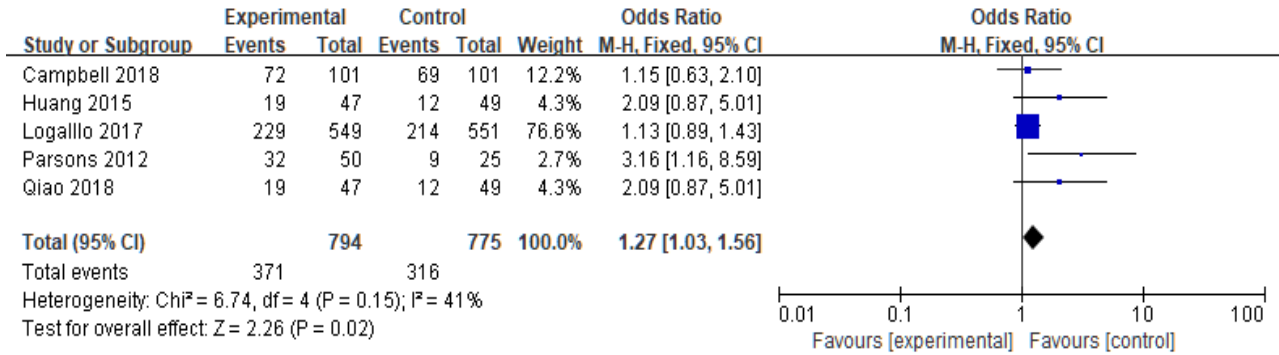 Experimental Control Odds Ratio Odds Ratio
Study or Subgroup Events Total Events Total Weight M-H, Fixed, 95% CI M-H, Fixed, 95% CI
Campbell 2018 72 101 69 101 12.2% 1.15 [0.63, 2.10]
Huang 2015 19 47 12 49 4.3% 2.09 [0.87, 5.01]
Logalllo 2017 229 549 214 551 76.6% 1.13 [0.89, 1.43]
Parsons 2012 32 50 9 25 2.7% 3.16 [1.16, 8.59]
Qiao 2018 19 47 12 49 4.3% 2.09 [0.87, 5.01]
Total (95% CI) 794 775 100.0% 1.27 [1.03, 1.56]
Total events 371 316
Heterogeneity: Chi² = 6.74, df = 4 (P = 0.15); I² = 41%
Test for overall effect: Z = 2.26 (P = 0.02)
0.01 0.1 1 10 100
Favours [experimental] Favours [control]